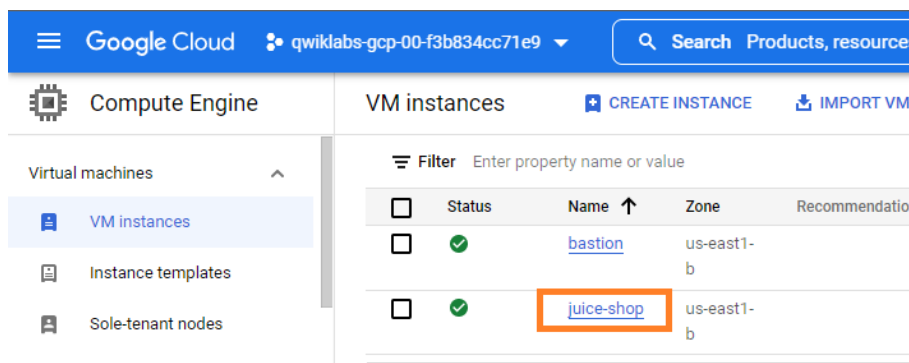 Google Cloud qwiklabs-gcp-00-f3b834cc71e9 Search Products, resource
Compute Engine VM instances CREATE INSTANCE IMPORT VM
Virtual machines
Filter Enter property name or value
Status Name Zone Recommendatio
VM instances
bastion us-east1-
b
Instance templates
juice-shop us-east1-
b
Sole-tenant nodes